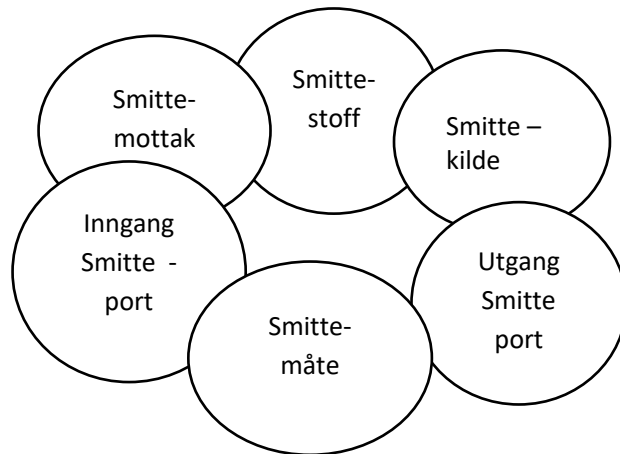 Smitte-
stoff
Smitte –
kilde
Utgang
Smitte
port
Smitte-
måte
Inngang
Smitte -
port
Smitte-
mottak